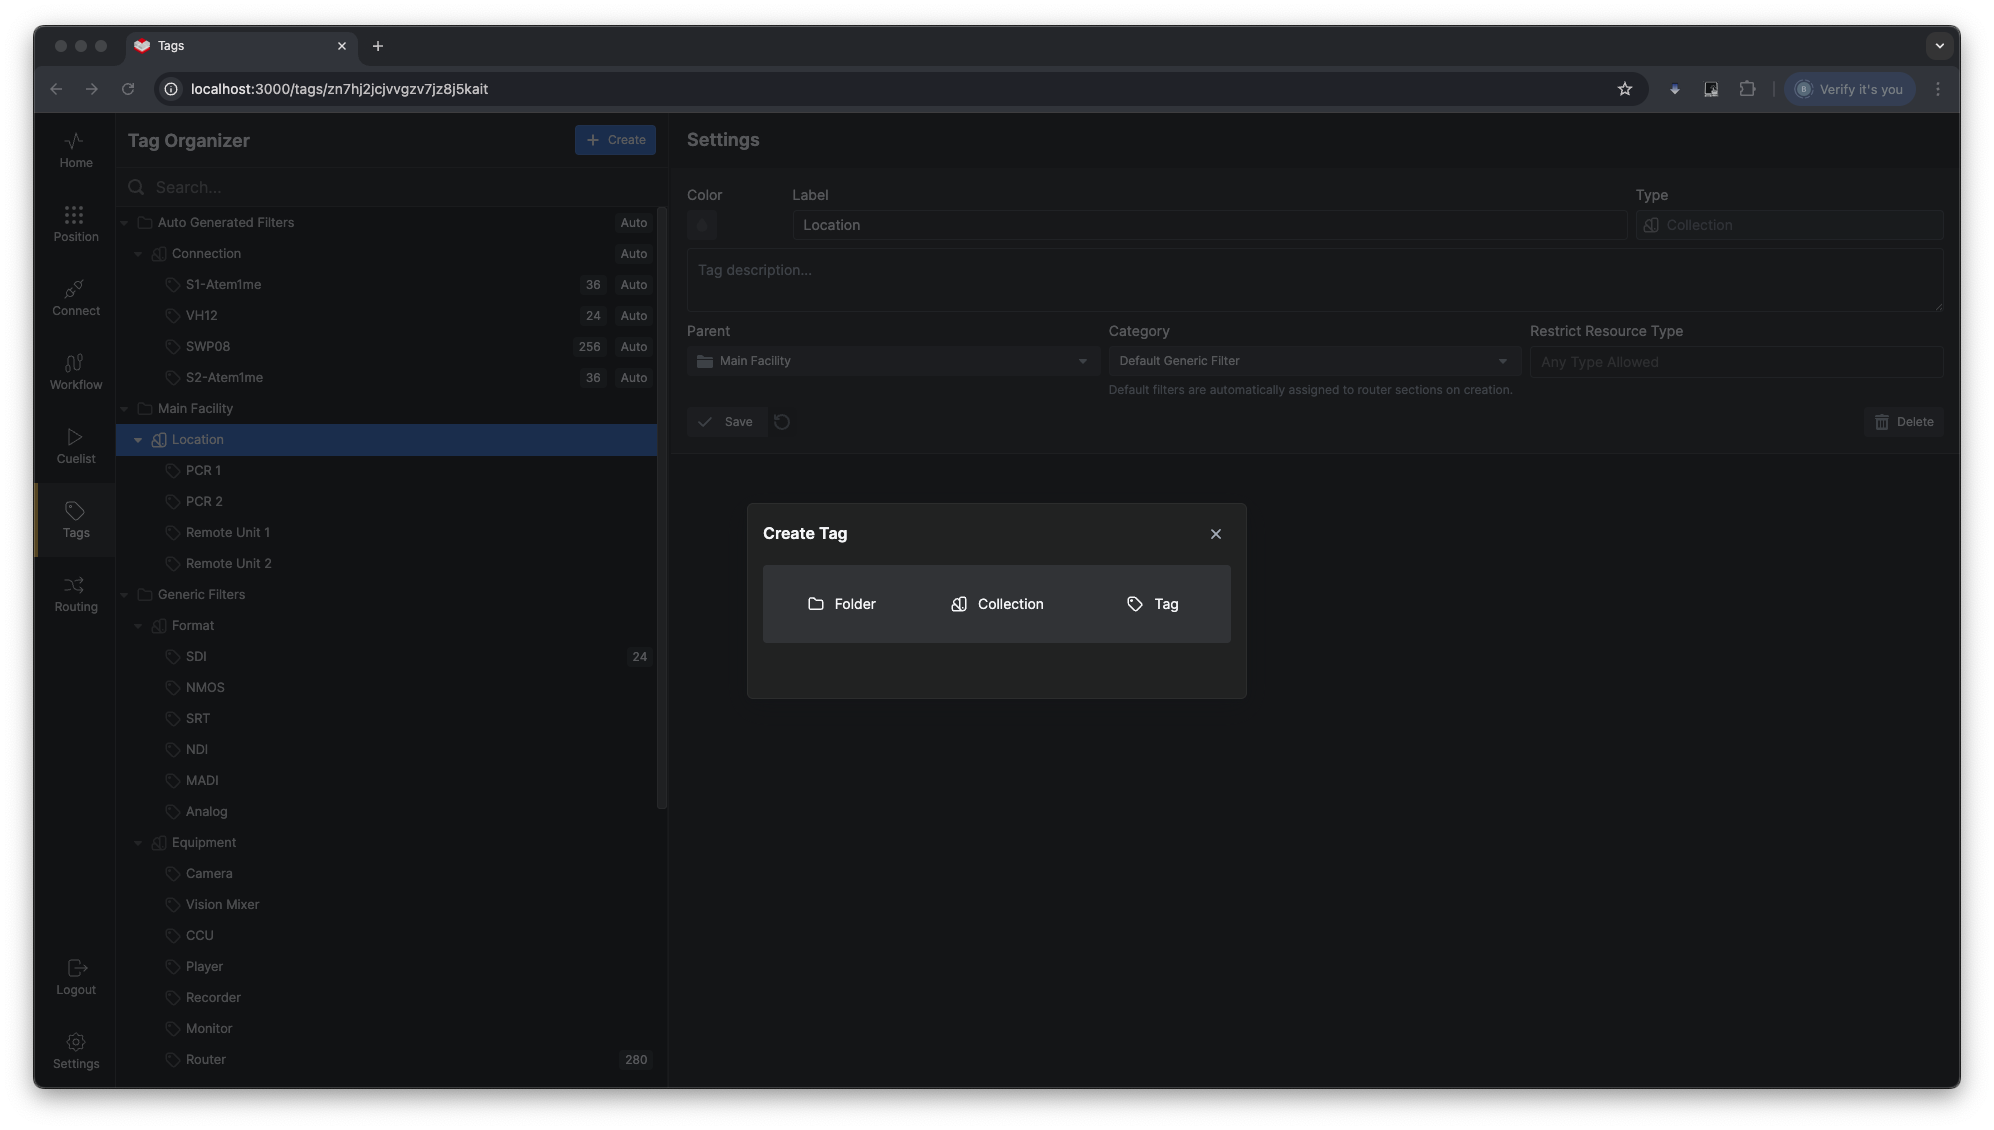 Tags
localhost:3000/tags/zn7hj2jcjvvgzv7jz8j5kait
B
Verify it's you
Home
Position
Connect
Workflow
Cuelist
Tags
Routing
Logout
Settings
Tag Organizer
Create
Search...
Auto Generated Filters Auto
Connection Auto
S1-Atem1me 36 Auto
VH12 24 Auto
SWP08 256 Auto
S2-Atem1me 36 Auto
Main Facility
Location
PCR 1
PCR 2
Remote Unit 1
Remote Unit 2
Generic Filters
Format
SDI 24
NMOS
SRT
NDI
MADI
Analog
Equipment
Camera
Vision Mixer
CCU
Player
Recorder
Monitor
Router 280
Settings
Color Label Type
Location Collection
Tag description...
Parent Category Restrict Resource Type
Main Facility Default Generic Filter Any Type Allowed
Default filters are automatically assigned to router sections on creation.
Save Delete
Create Tag
Folder Collection Tag